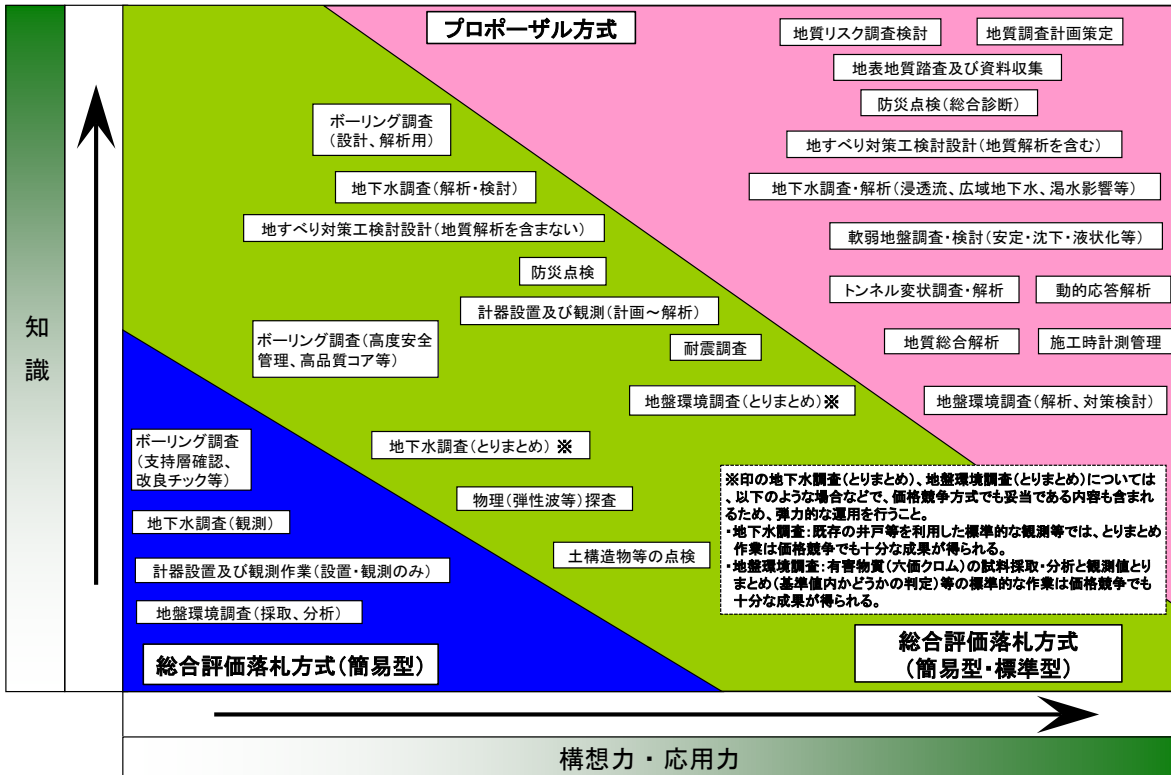 プロポーザル方式
地質リスク調査検討
地質調査計画策定
地表地質踏査及び資料収集
防災点検(総合診断)
ボーリング調査
(設計、解析用)
地すべり対策工検討設計(地質解析を含む)
地下水調査(解析・検討)
地下水調査・解析(浸透流、広域地下水、渇水影響等)
地すべり対策工検討設計(地質解析を含まない)
軟弱地盤調査・検討(安定・沈下・液状化等)
防災点検
トンネル変状調査・解析
動的応答解析
計器設置及び観測(計画～解析)
知識
ボーリング調査(高度安全
管理、高品質コア等)
耐震調査
地質総合解析
施工時計測管理
地盤環境調査(とりまとめ)※
地盤環境調査(解析、対策検討)
ボーリング調査
(支持層確認、
改良チック等)
地下水調査(とりまとめ)※
※印の地下水調査(とりまとめ)、地盤環境調査(とりまとめ)については
、以下のような場合などで、価格競争方式でも妥当である内容も含まれ
るため、弾力的な運用を行うこと。
・地下水調査:既存の井戸等を利用した標準的な観測等では、とりまとめ
作業は価格競争でも十分な成果が得られる。
・地盤環境調査:有害物質(六価クロム)の試料採取・分析と観測値とり
まとめ(基準値内かどうかの判定)等の標準的な作業は価格競争でも
十分な成果が得られる。
物理(弾性波等)探査
地下水調査(観測)
土構造物等の点検
計器設置及び観測作業(設置・観測のみ)
地盤環境調査(採取、分析)
総合評価落札方式(簡易型)
総合評価落札方式
(簡易型・標準型)
構想力・応用力